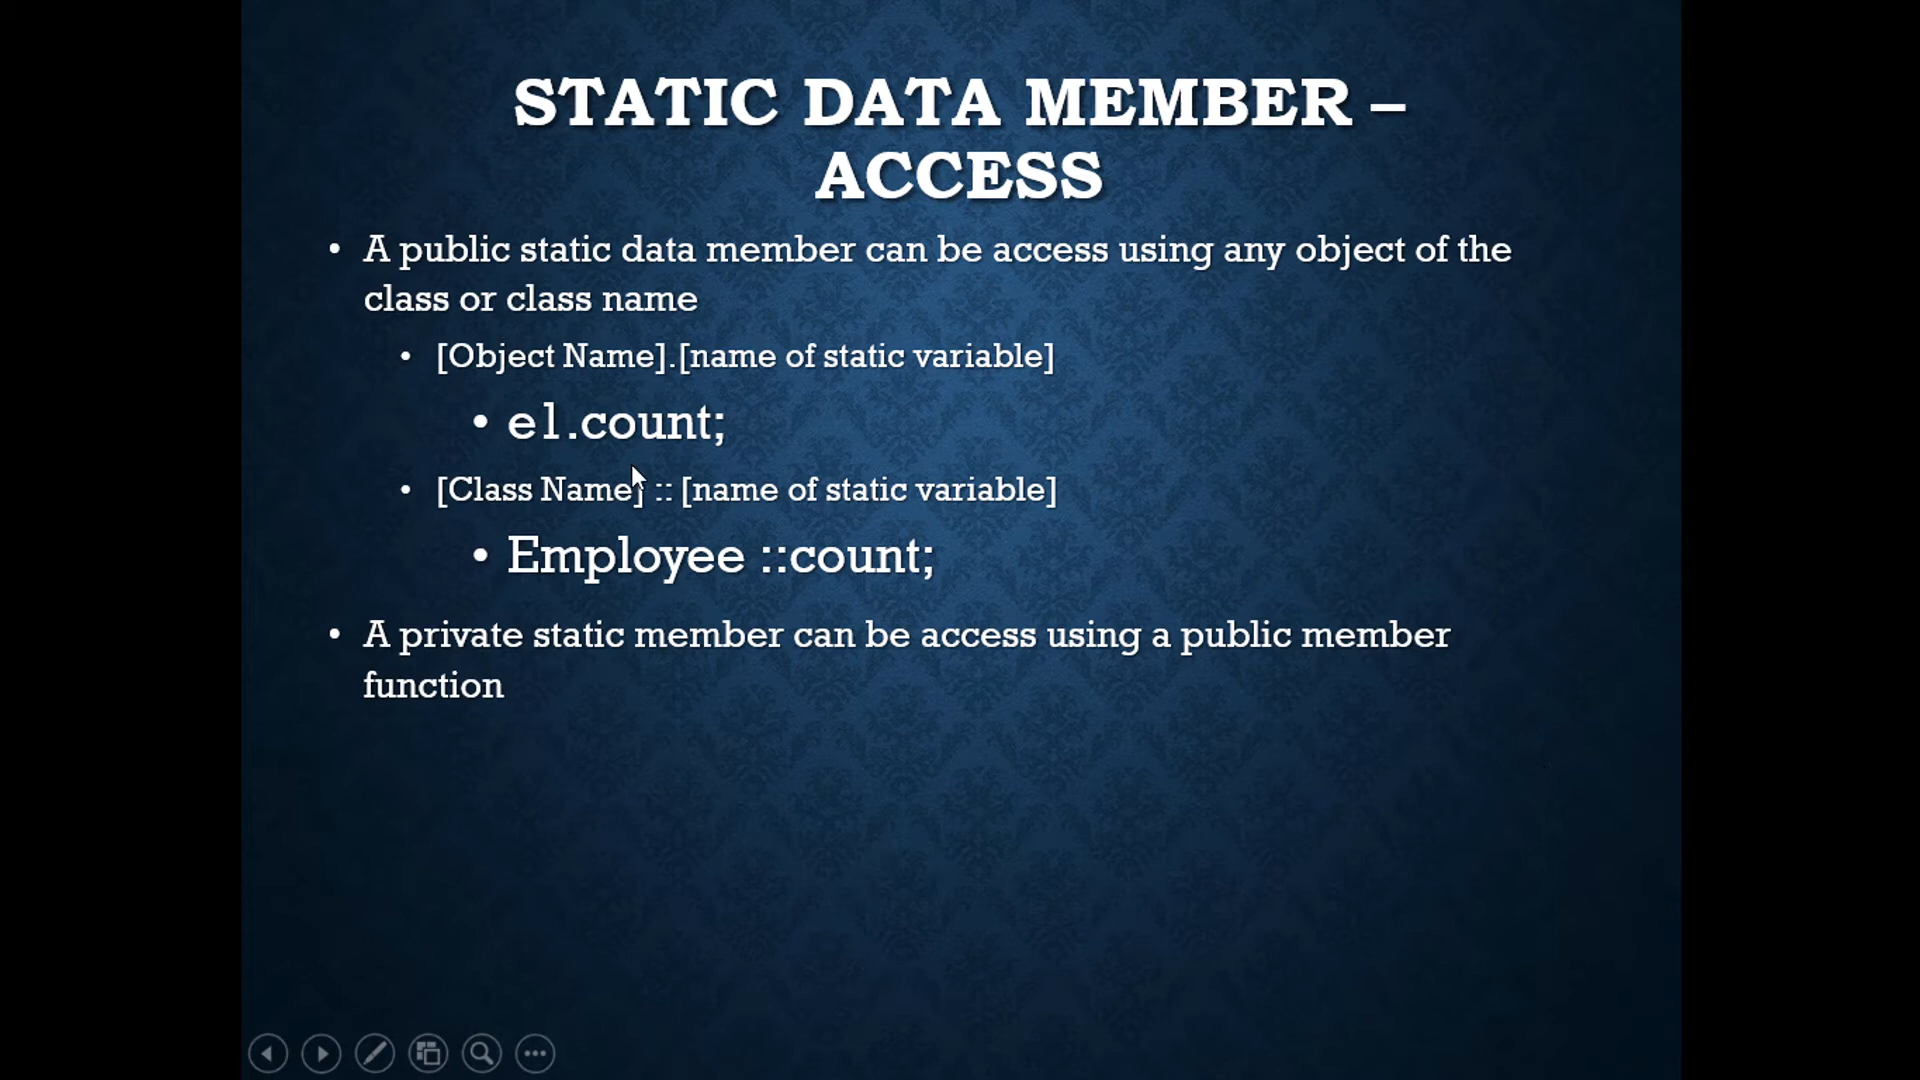 STATIC DATA MEMBER –
ACCESS
• A public static data member can be access using any object of the
class or class name
• [Object Name].[name of static variable]
• e1.count;
• [Class Name] :: [name of static variable]
• Employee ::count;
• A private static member can be access using a public member
function